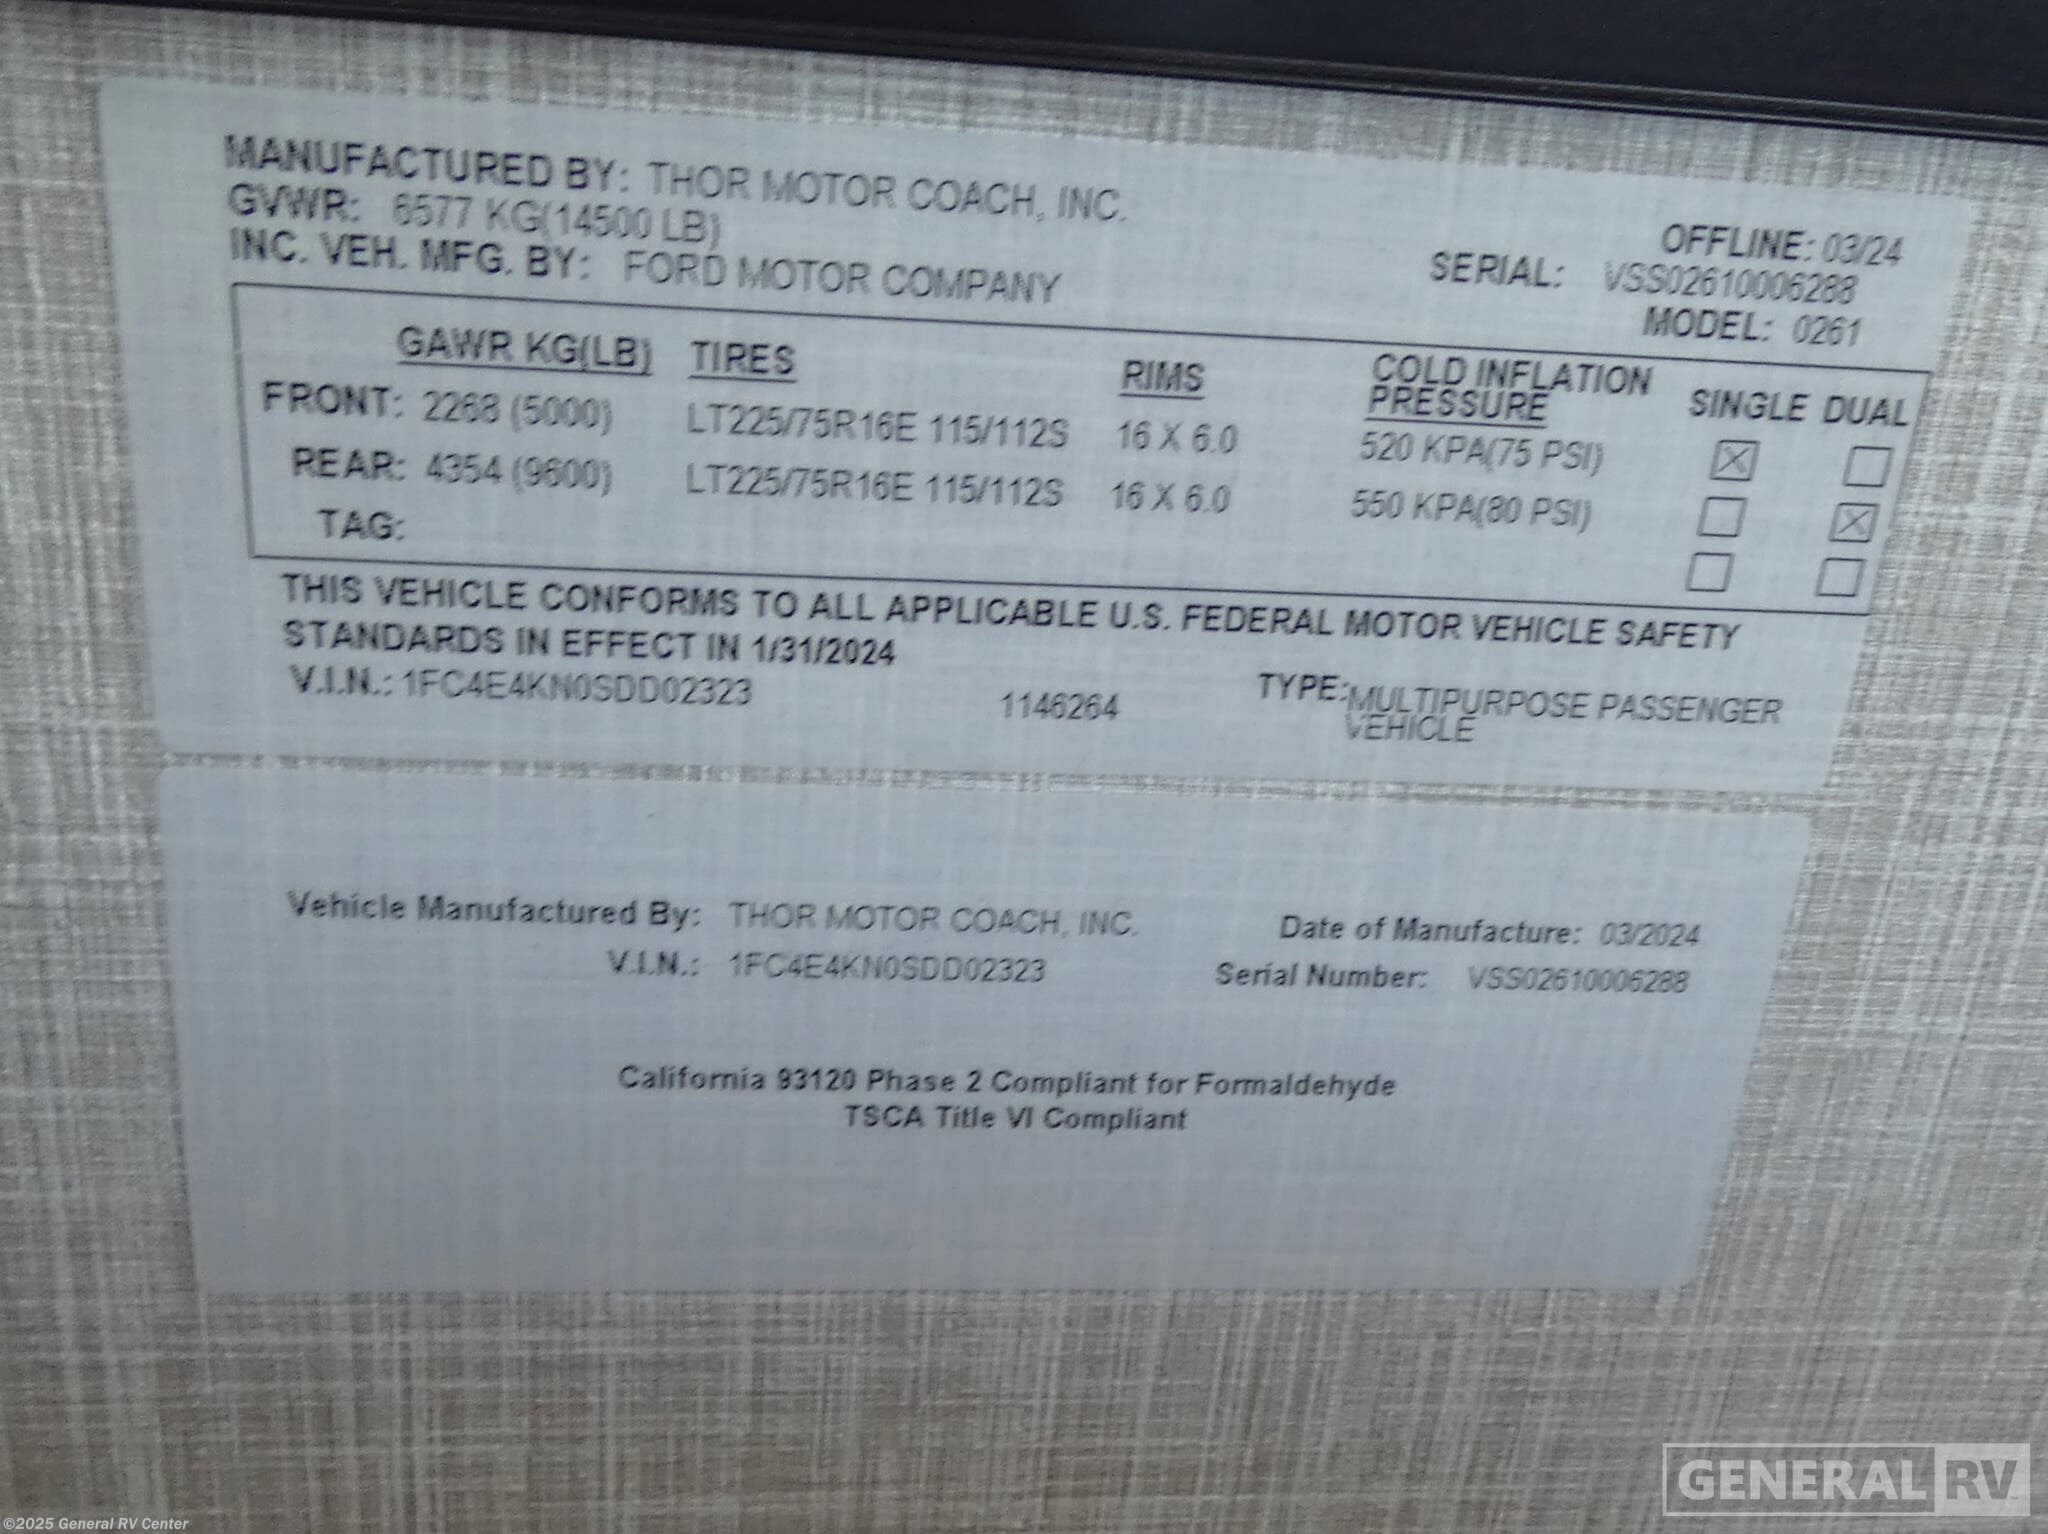 MANUFACTURED BY: THOR MOTOR COACH, INC.
GVWR: 6577 KG(14500 LB)
OFFLINE: 03/24
INC. VEH. MFG. BY: FORD MOTOR COMPANY
SERIAL: VSS02610006288
MODEL: 0261
GAWR KG(LB) TIRES RIMS COLD INFLATION PRESSURE SINGLE DUAL
FRONT: 2268 (5000) LT225/75R16E 115/112S 16 X 6.0 520 KPA(75 PSI) ☒ ☐
REAR: 4354 (9600) LT225/75R16E 115/112S 16 X 6.0 550 KPA(80 PSI) ☐ ☒
TAG: ☐ ☐
THIS VEHICLE CONFORMS TO ALL APPLICABLE U.S. FEDERAL MOTOR VEHICLE SAFETY
STANDARDS IN EFFECT IN 1/31/2024
V.I.N.: 1FC4E4KN0SDD02323 1146264 TYPE: MULTIPURPOSE PASSENGER
VEHICLE
Vehicle Manufactured By: THOR MOTOR COACH, INC. Date of Manufacture: 03/2024
V.I.N.: 1FC4E4KN0SDD02323 Serial Number: VSS02610006288
California 93120 Phase 2 Compliant for Formaldehyde
TSCA Title VI Compliant
GENERAL RV
©2025 General RV Center